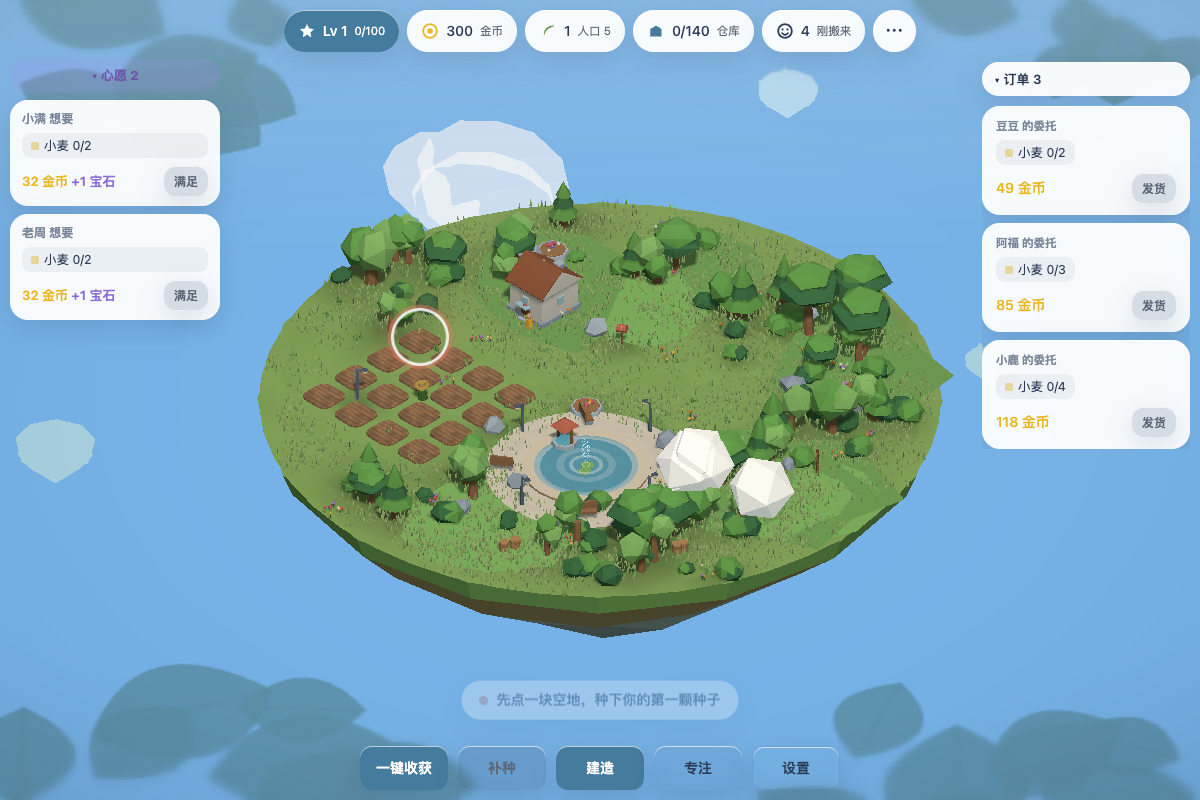 Lv 1 0/100
300 金币
1 人口 5
0/140 仓库
4 刚搬来
···
▾ 心愿 2
小满 想要
小麦 0/2
32 金币 +1 宝石
满足
老周 想要
小麦 0/2
32 金币 +1 宝石
满足
▾ 订单 3
豆豆 的委托
小麦 0/2
49 金币
发货
阿福 的委托
小麦 0/3
85 金币
发货
小鹿 的委托
小麦 0/4
118 金币
发货
先点一块空地，种下你的第一颗种子
一键收获
补种
建造
专注
设置